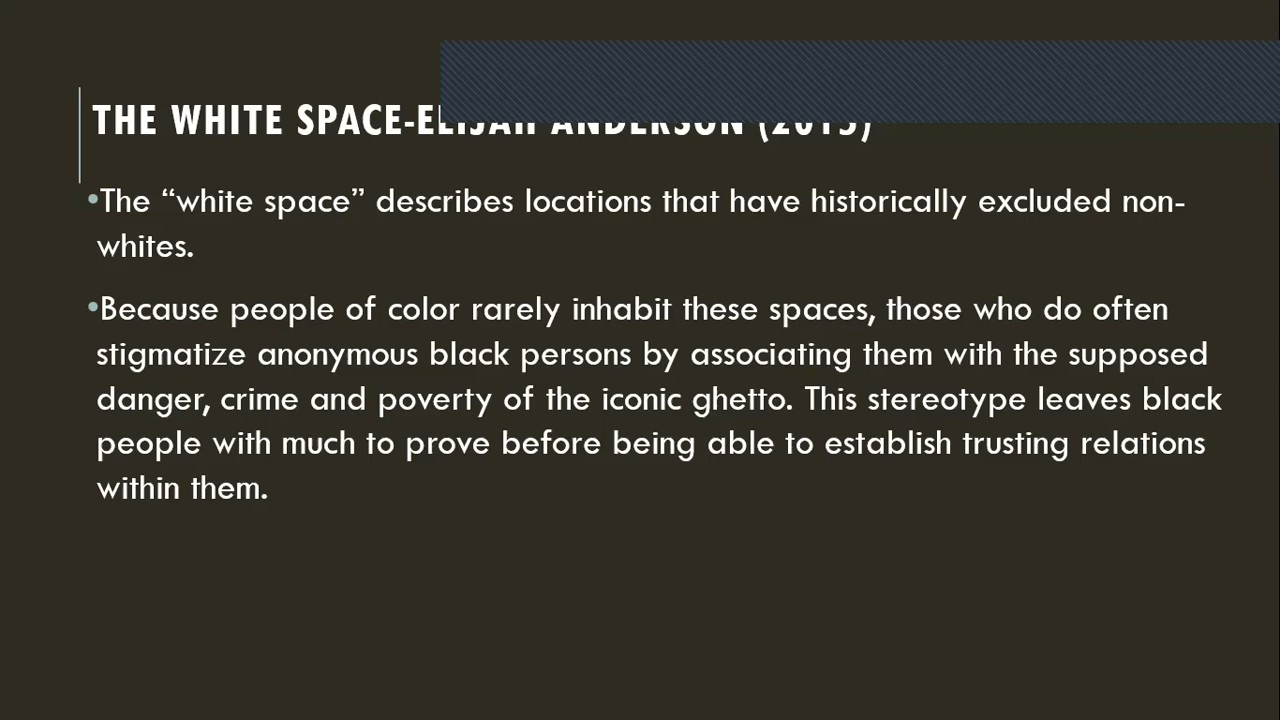 THE WHITE SPACE-ELIJAH ANDERSON (2015)
•The “white space” describes locations that have historically excluded non-
whites.
•Because people of color rarely inhabit these spaces, those who do often
stigmatize anonymous black persons by associating them with the supposed
danger, crime and poverty of the iconic ghetto. This stereotype leaves black
people with much to prove before being able to establish trusting relations
within them.